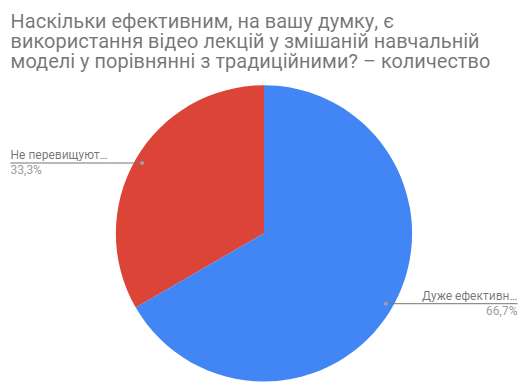 Наскільки ефективним, на вашу думку, є
використання відео лекцій у змішаній навчальній
моделі у порівнянні з традиційними? – количество
Не перевищуют…
33,3%
Дуже ефективн…
66,7%